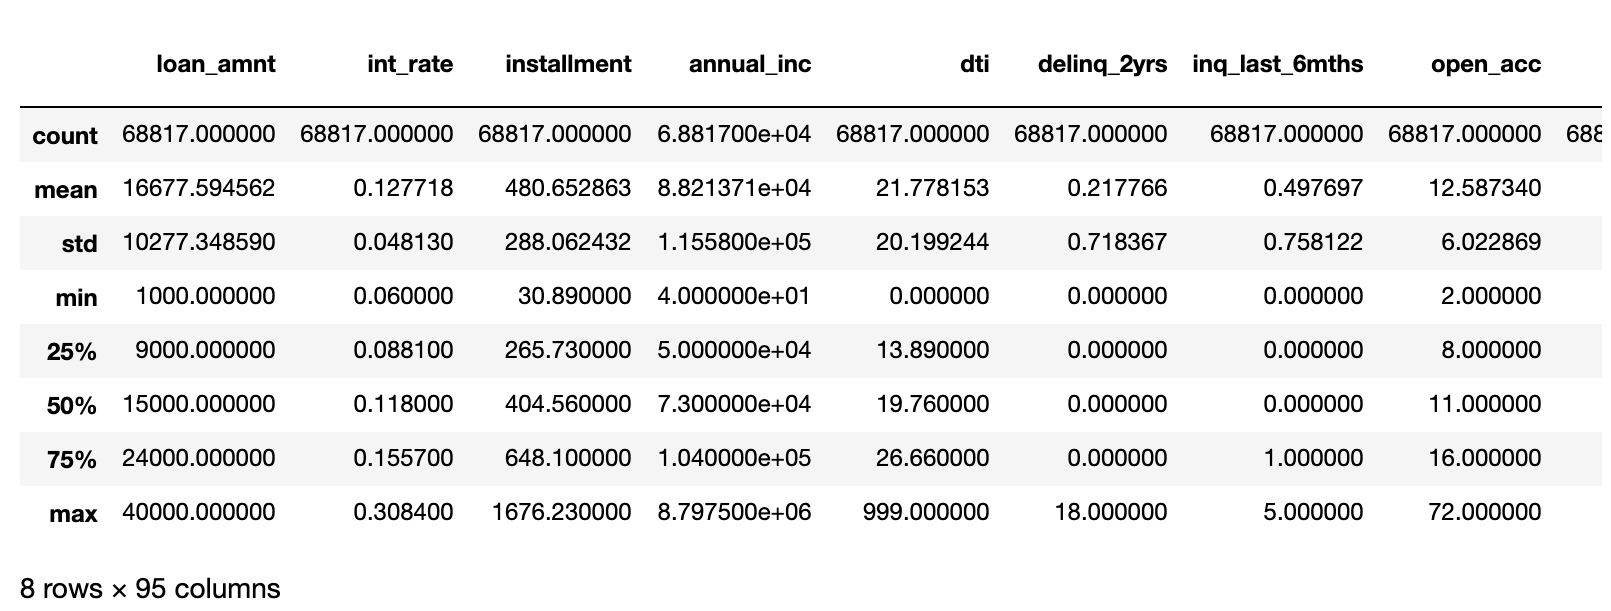 loan_amnt int_rate installment annual_inc dti delinq_2yrs inq_last_6mths open_acc
count 68817.000000 68817.000000 68817.000000 6.881700e+04 68817.000000 68817.000000 68817.000000 68817.000000 688
mean 16677.594562 0.127718 480.652863 8.821371e+04 21.778153 0.217766 0.497697 12.587340
std 10277.348590 0.048130 288.062432 1.155800e+05 20.199244 0.718367 0.758122 6.022869
min 1000.000000 0.060000 30.890000 4.000000e+01 0.000000 0.000000 0.000000 2.000000
25% 9000.000000 0.088100 265.730000 5.000000e+04 13.890000 0.000000 0.000000 8.000000
50% 15000.000000 0.118000 404.560000 7.300000e+04 19.760000 0.000000 0.000000 11.000000
75% 24000.000000 0.155700 648.100000 1.040000e+05 26.660000 0.000000 1.000000 16.000000
max 40000.000000 0.308400 1676.230000 8.797500e+06 999.000000 18.000000 5.000000 72.000000
8 rows × 95 columns